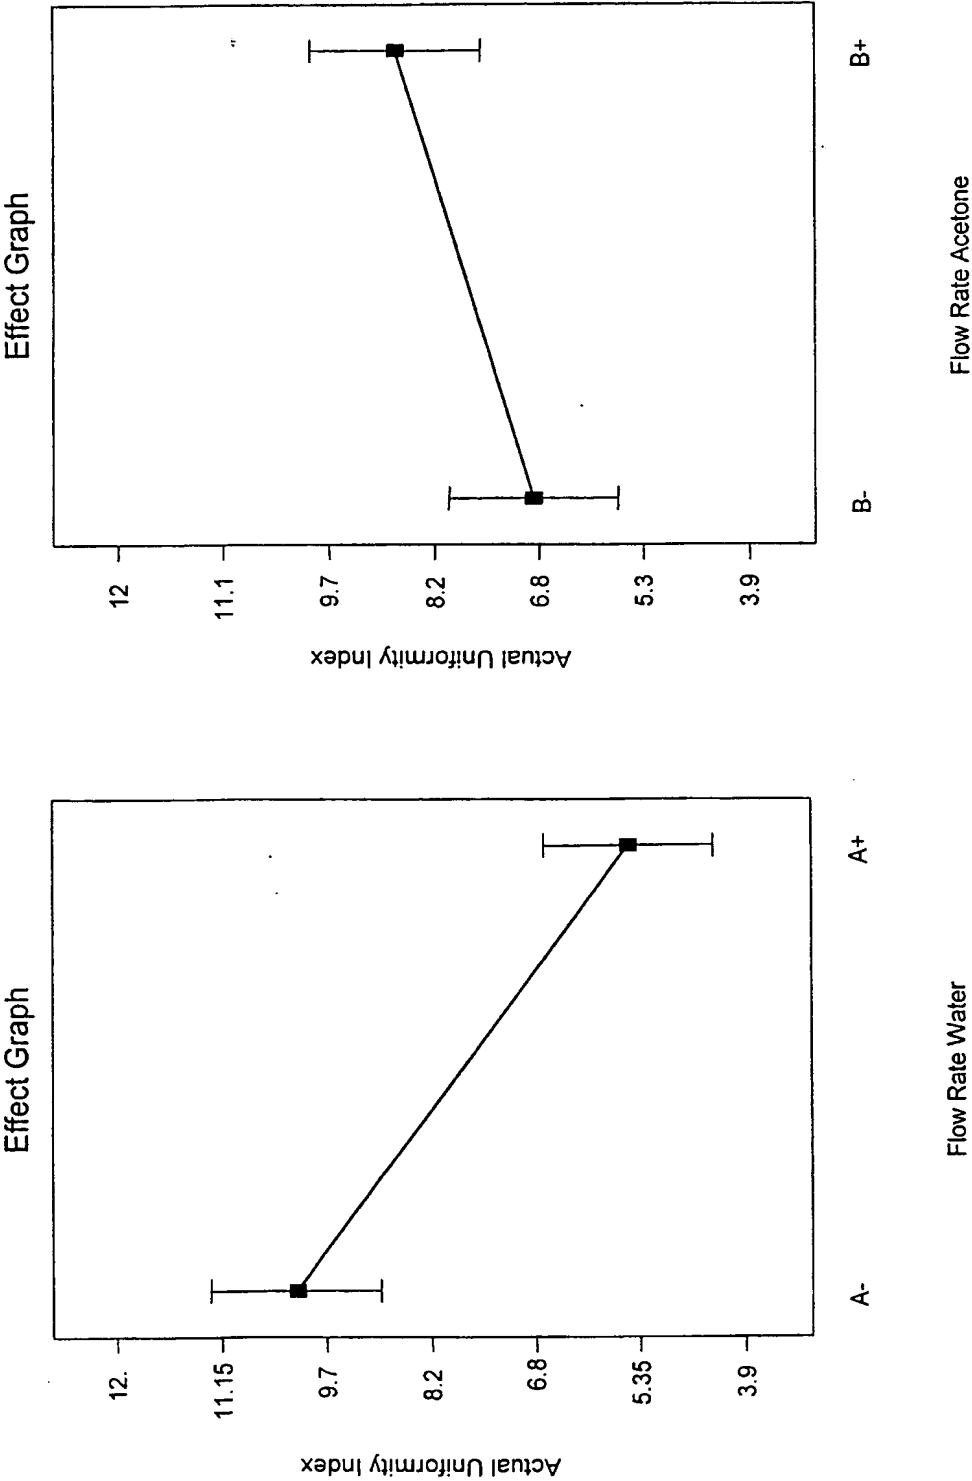 Effect Graph
Actual Uniformity Index
12.
11.15
9.7
8.2
6.8
5.35
3.9
A-
A+
Flow Rate Water
Effect Graph
Actual Uniformity Index
12
11.1
9.7
8.2
6.8
5.3
3.9
B-
B+
Flow Rate Acetone